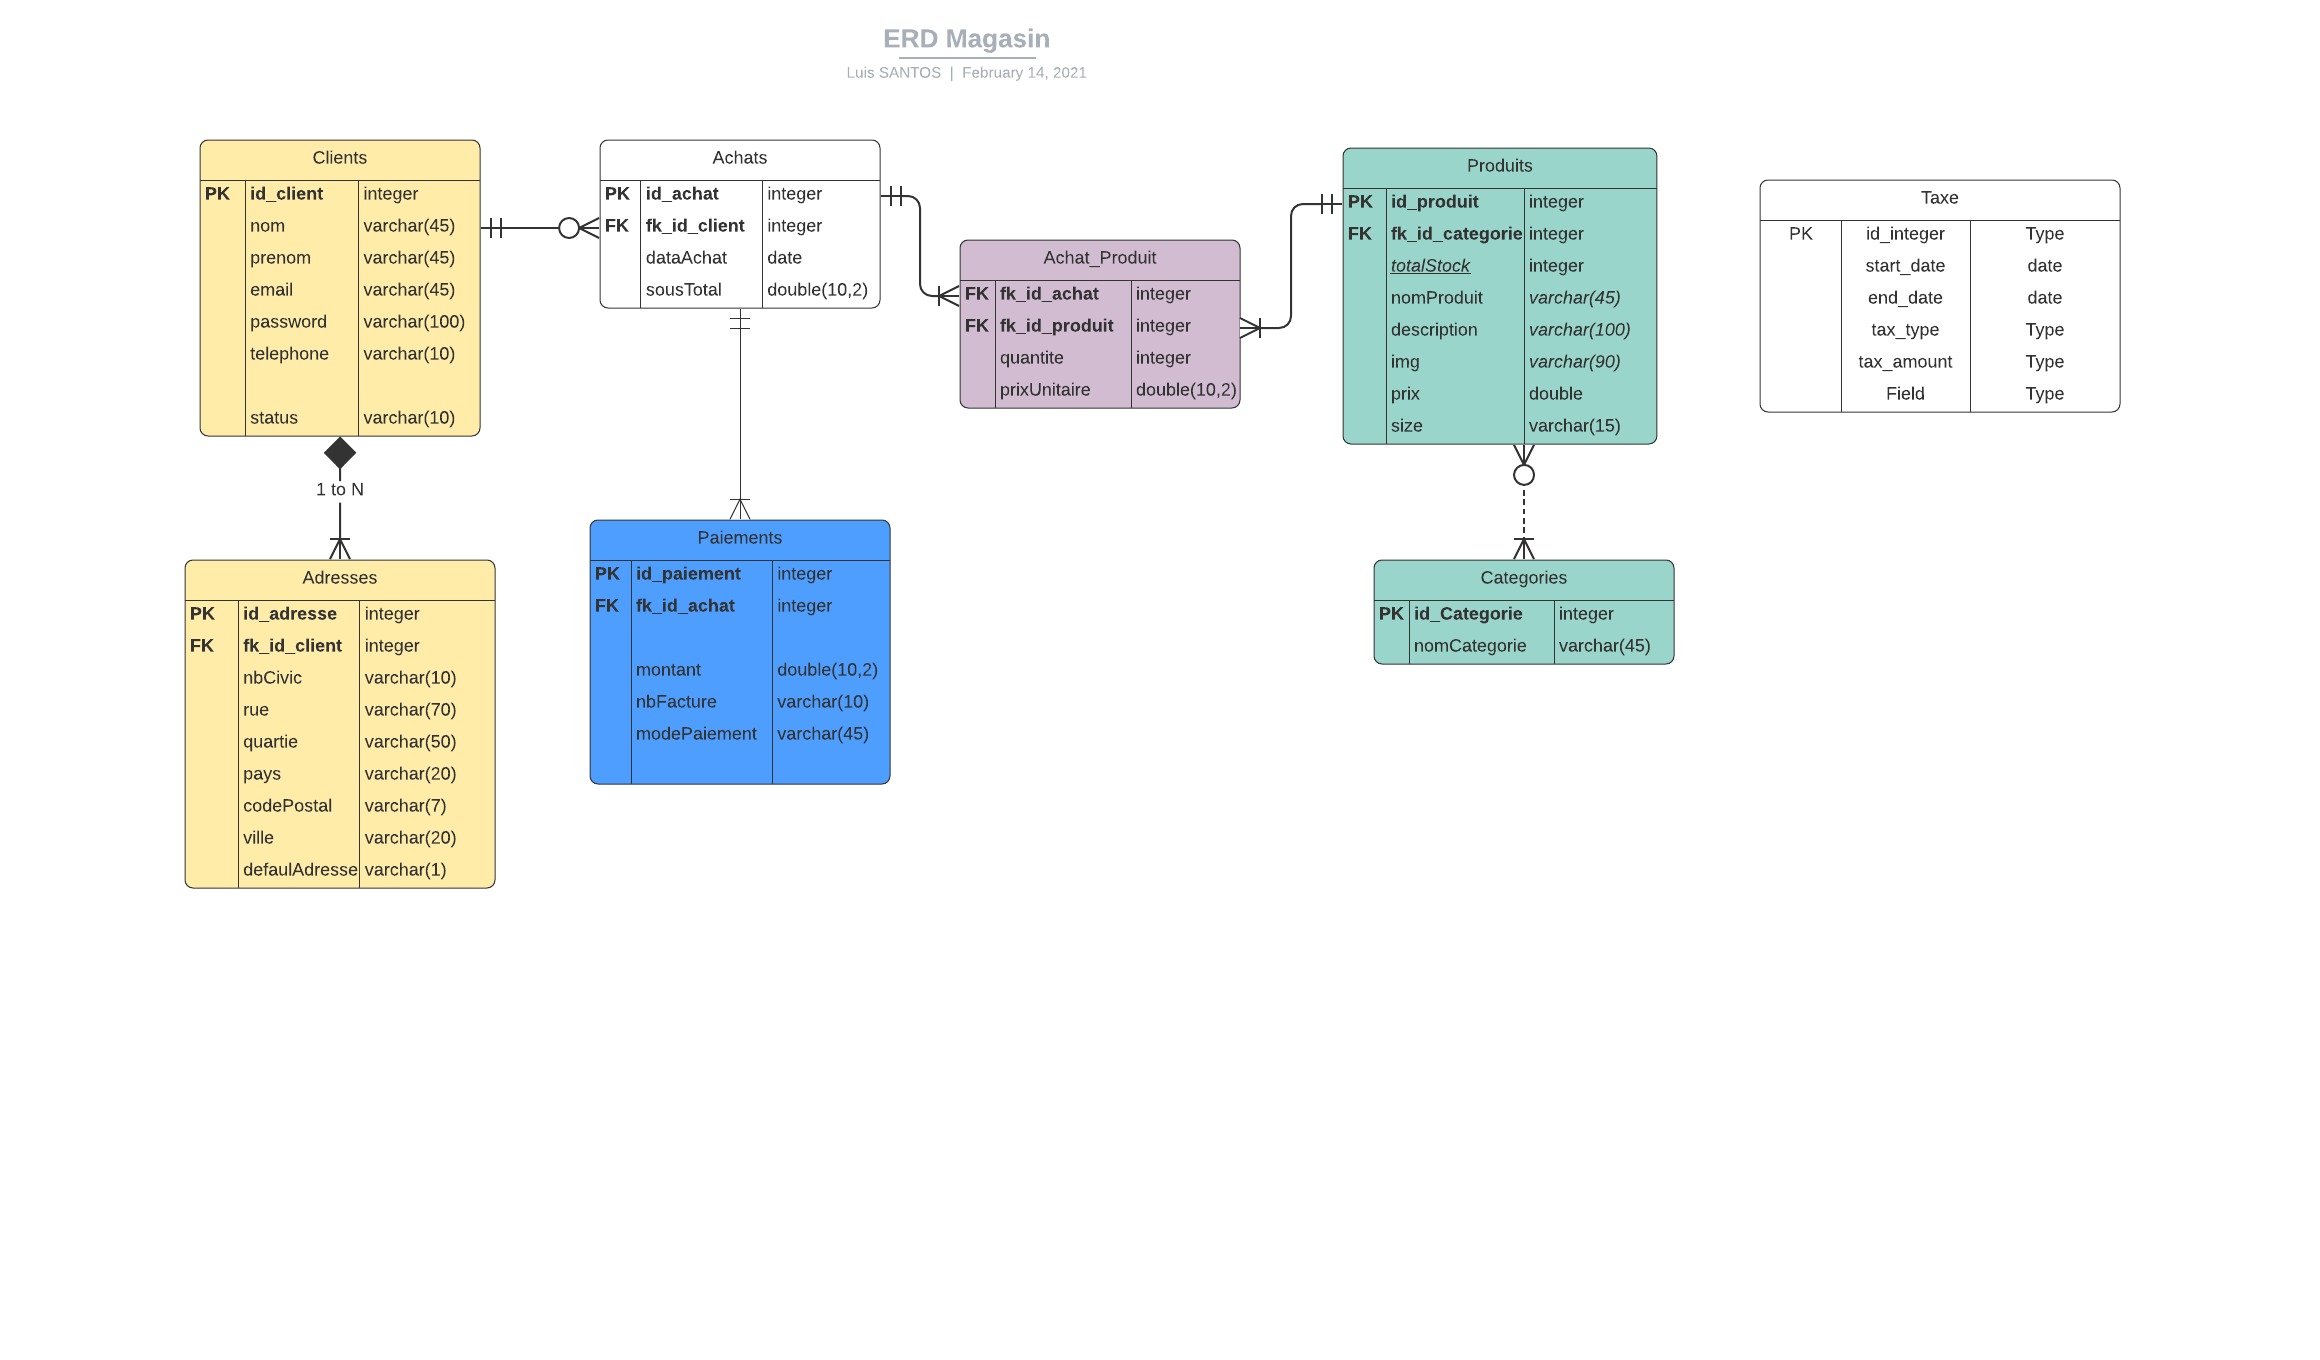 ERD Magasin
Luis SANTOS | February 14, 2021
Clients
PK id_client integer
nom varchar(45)
prenom varchar(45)
email varchar(45)
password varchar(100)
telephone varchar(10)
status varchar(10)
1 to N
Adresses
PK id_adresse integer
FK fk_id_client integer
nbCivic varchar(10)
rue varchar(70)
quartie varchar(50)
pays varchar(20)
codePostal varchar(7)
ville varchar(20)
defaulAdresse varchar(1)
Achats
PK id_achat integer
FK fk_id_client integer
dataAchat date
sousTotal double(10,2)
Paiements
PK id_paiement integer
FK fk_id_achat integer
montant double(10,2)
nbFacture varchar(10)
modePaiement varchar(45)
Achat_Produit
FK fk_id_achat integer
FK fk_id_produit integer
quantite integer
prixUnitaire double(10,2)
Produits
PK id_produit integer
FK fk_id_categorie integer
totalStock integer
nomProduit varchar(45)
description varchar(100)
img varchar(90)
prix double
size varchar(15)
Categories
PK id_Categorie integer
nomCategorie varchar(45)
Taxe
PK id_integer Type
start_date date
end_date date
tax_type Type
tax_amount Type
Field Type